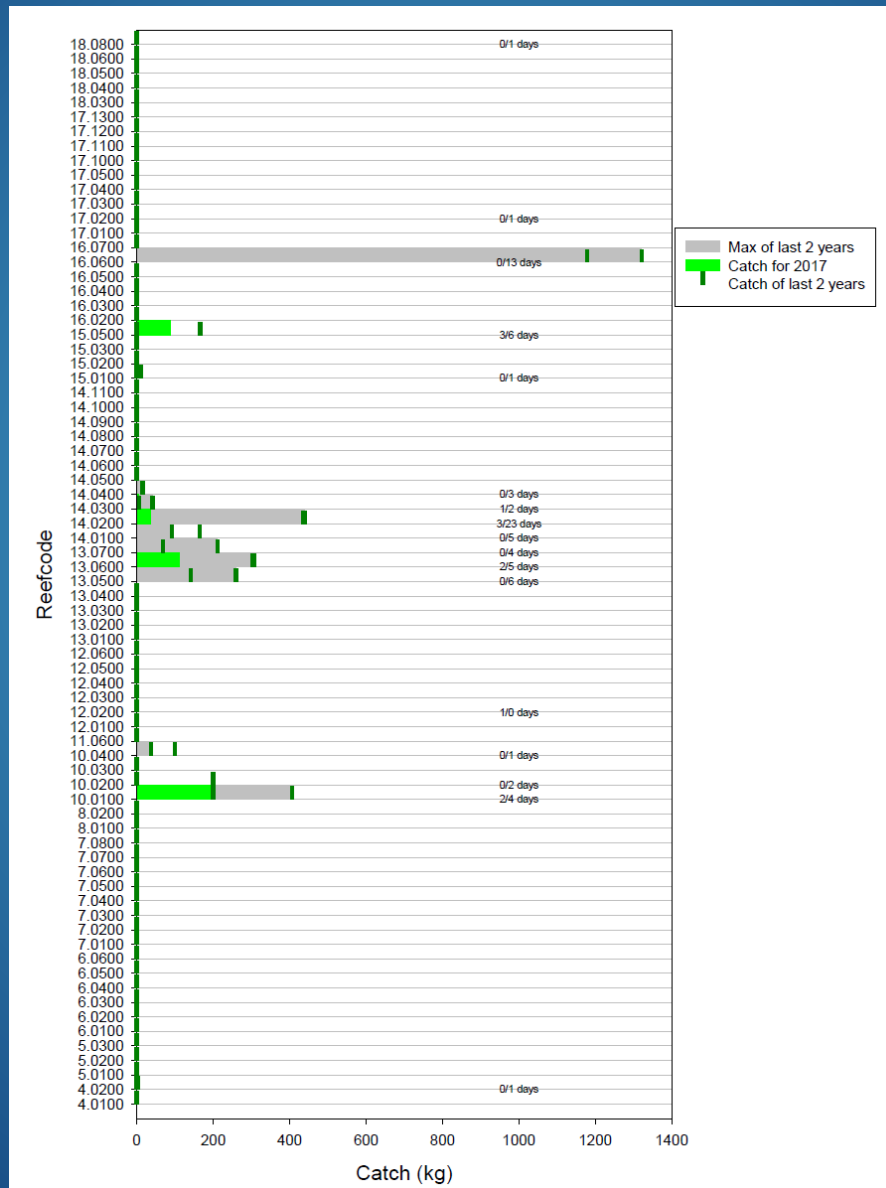 18.0800 0/1 days
18.0600
18.0500
18.0400
18.0300
17.1300
17.1200
17.1100
17.1000
17.0500
17.0400
17.0300
17.0200 0/1 days
17.0100
16.0700
16.0600 0/13 days
16.0500
16.0400
16.0300
16.0200
15.0500 3/6 days
15.0300
15.0200
15.0100 0/1 days
14.1100
14.1000
14.0900
14.0800
14.0700
14.0600
14.0500
14.0400 0/3 days
14.0300 1/2 days
14.0200 3/23 days
14.0100 0/5 days
13.0700 0/4 days
13.0600 2/5 days
13.0500 0/6 days
13.0400
13.0300
13.0200
13.0100
12.0600
12.0500
12.0400
12.0300
12.0200 1/0 days
12.0100
11.0600
10.0400 0/1 days
10.0300
10.0200 0/2 days
10.0100 2/4 days
8.0200
8.0100
7.0800
7.0700
7.0600
7.0500
7.0400
7.0300
7.0200
7.0100
6.0600
6.0500
6.0400
6.0300
6.0200
6.0100
5.0300
5.0200
5.0100
4.0200 0/1 days
4.0100
0 200 400 600 800 1000 1200 1400
Catch (kg)
Reefcode
Max of last 2 years
Catch for 2017
Catch of last 2 years